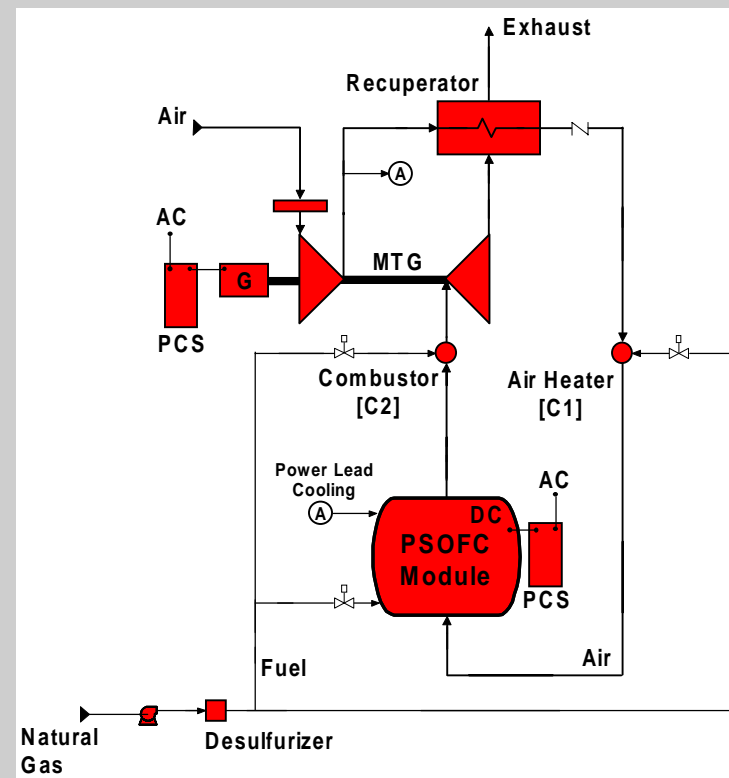 Exhaust
Recuperator
Air
A
AC
MTG
G
PCS
Combustor
[C2]
Air Heater
[C1]
Power Lead
Cooling
A
AC
DC
PSOFC
Module
PCS
Air
Fuel
Natural
Gas
Desulfurizer